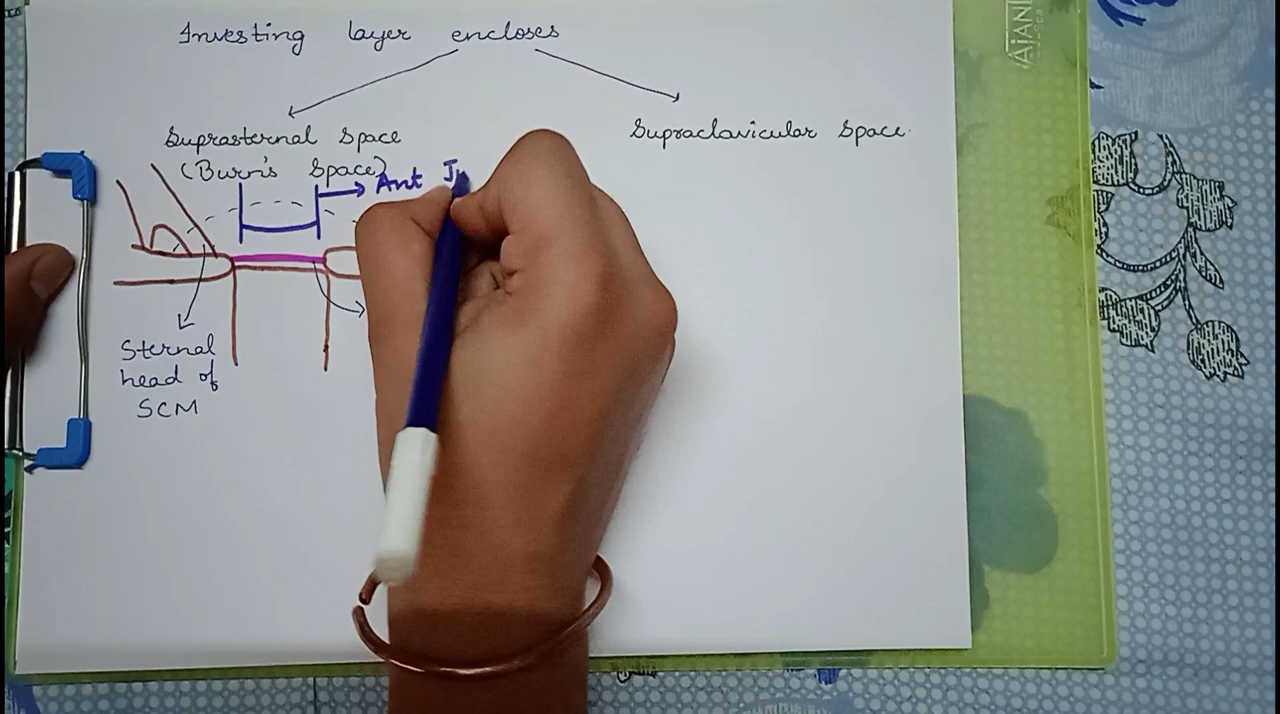 Investing layer encloses
Suprasternal Space
(Burn's Space)
Supraclavicular Space
Ant
Sternal
head of
SCM